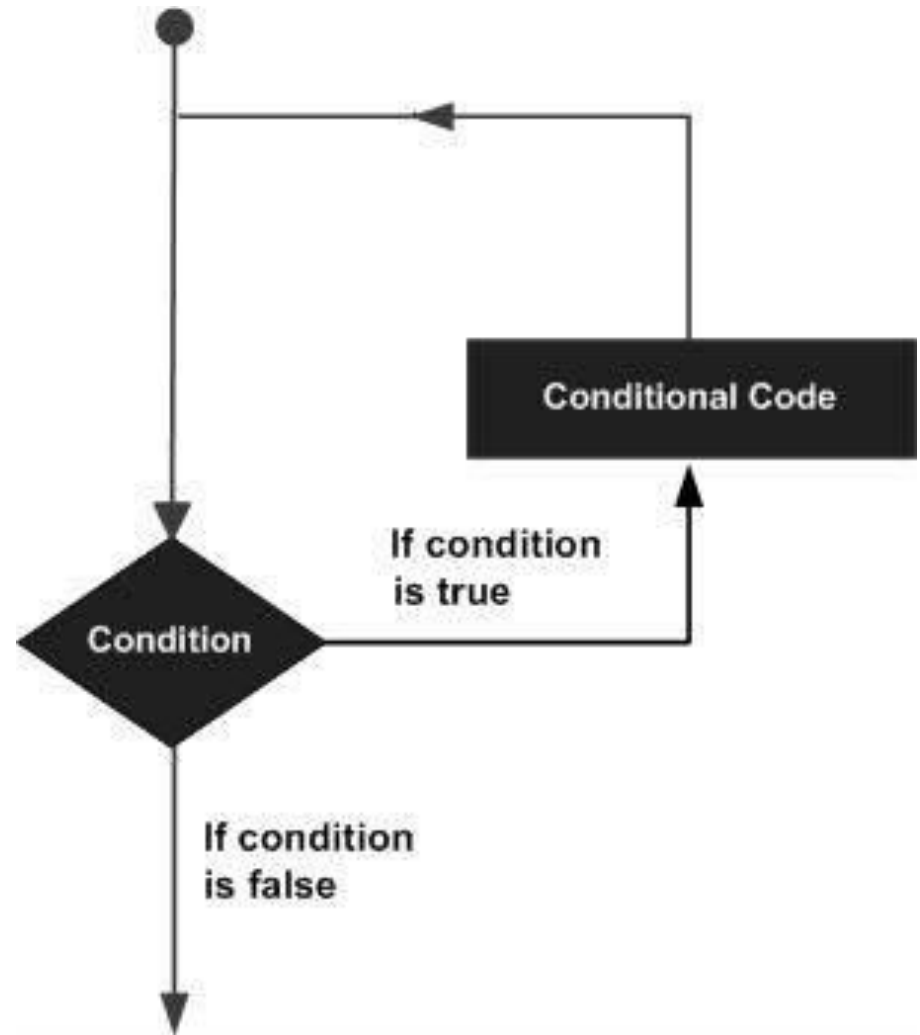 Conditional Code
If condition
is true
Condition
If condition
is false